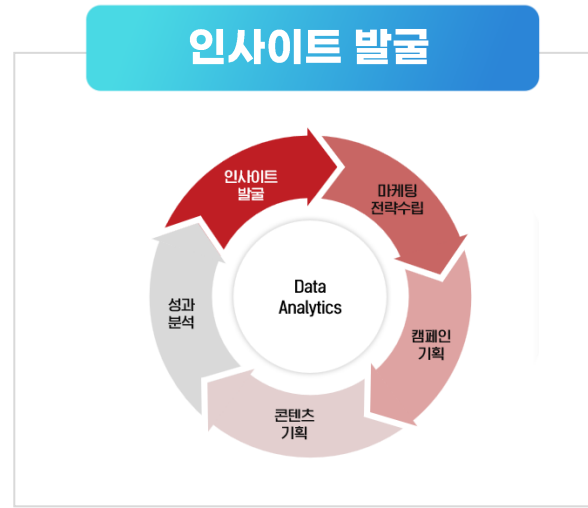 인사이트 발굴
인사이트
발굴
마케팅
전략수립
캠페인
기획
콘텐츠
기획
성과
분석
Data
Analytics